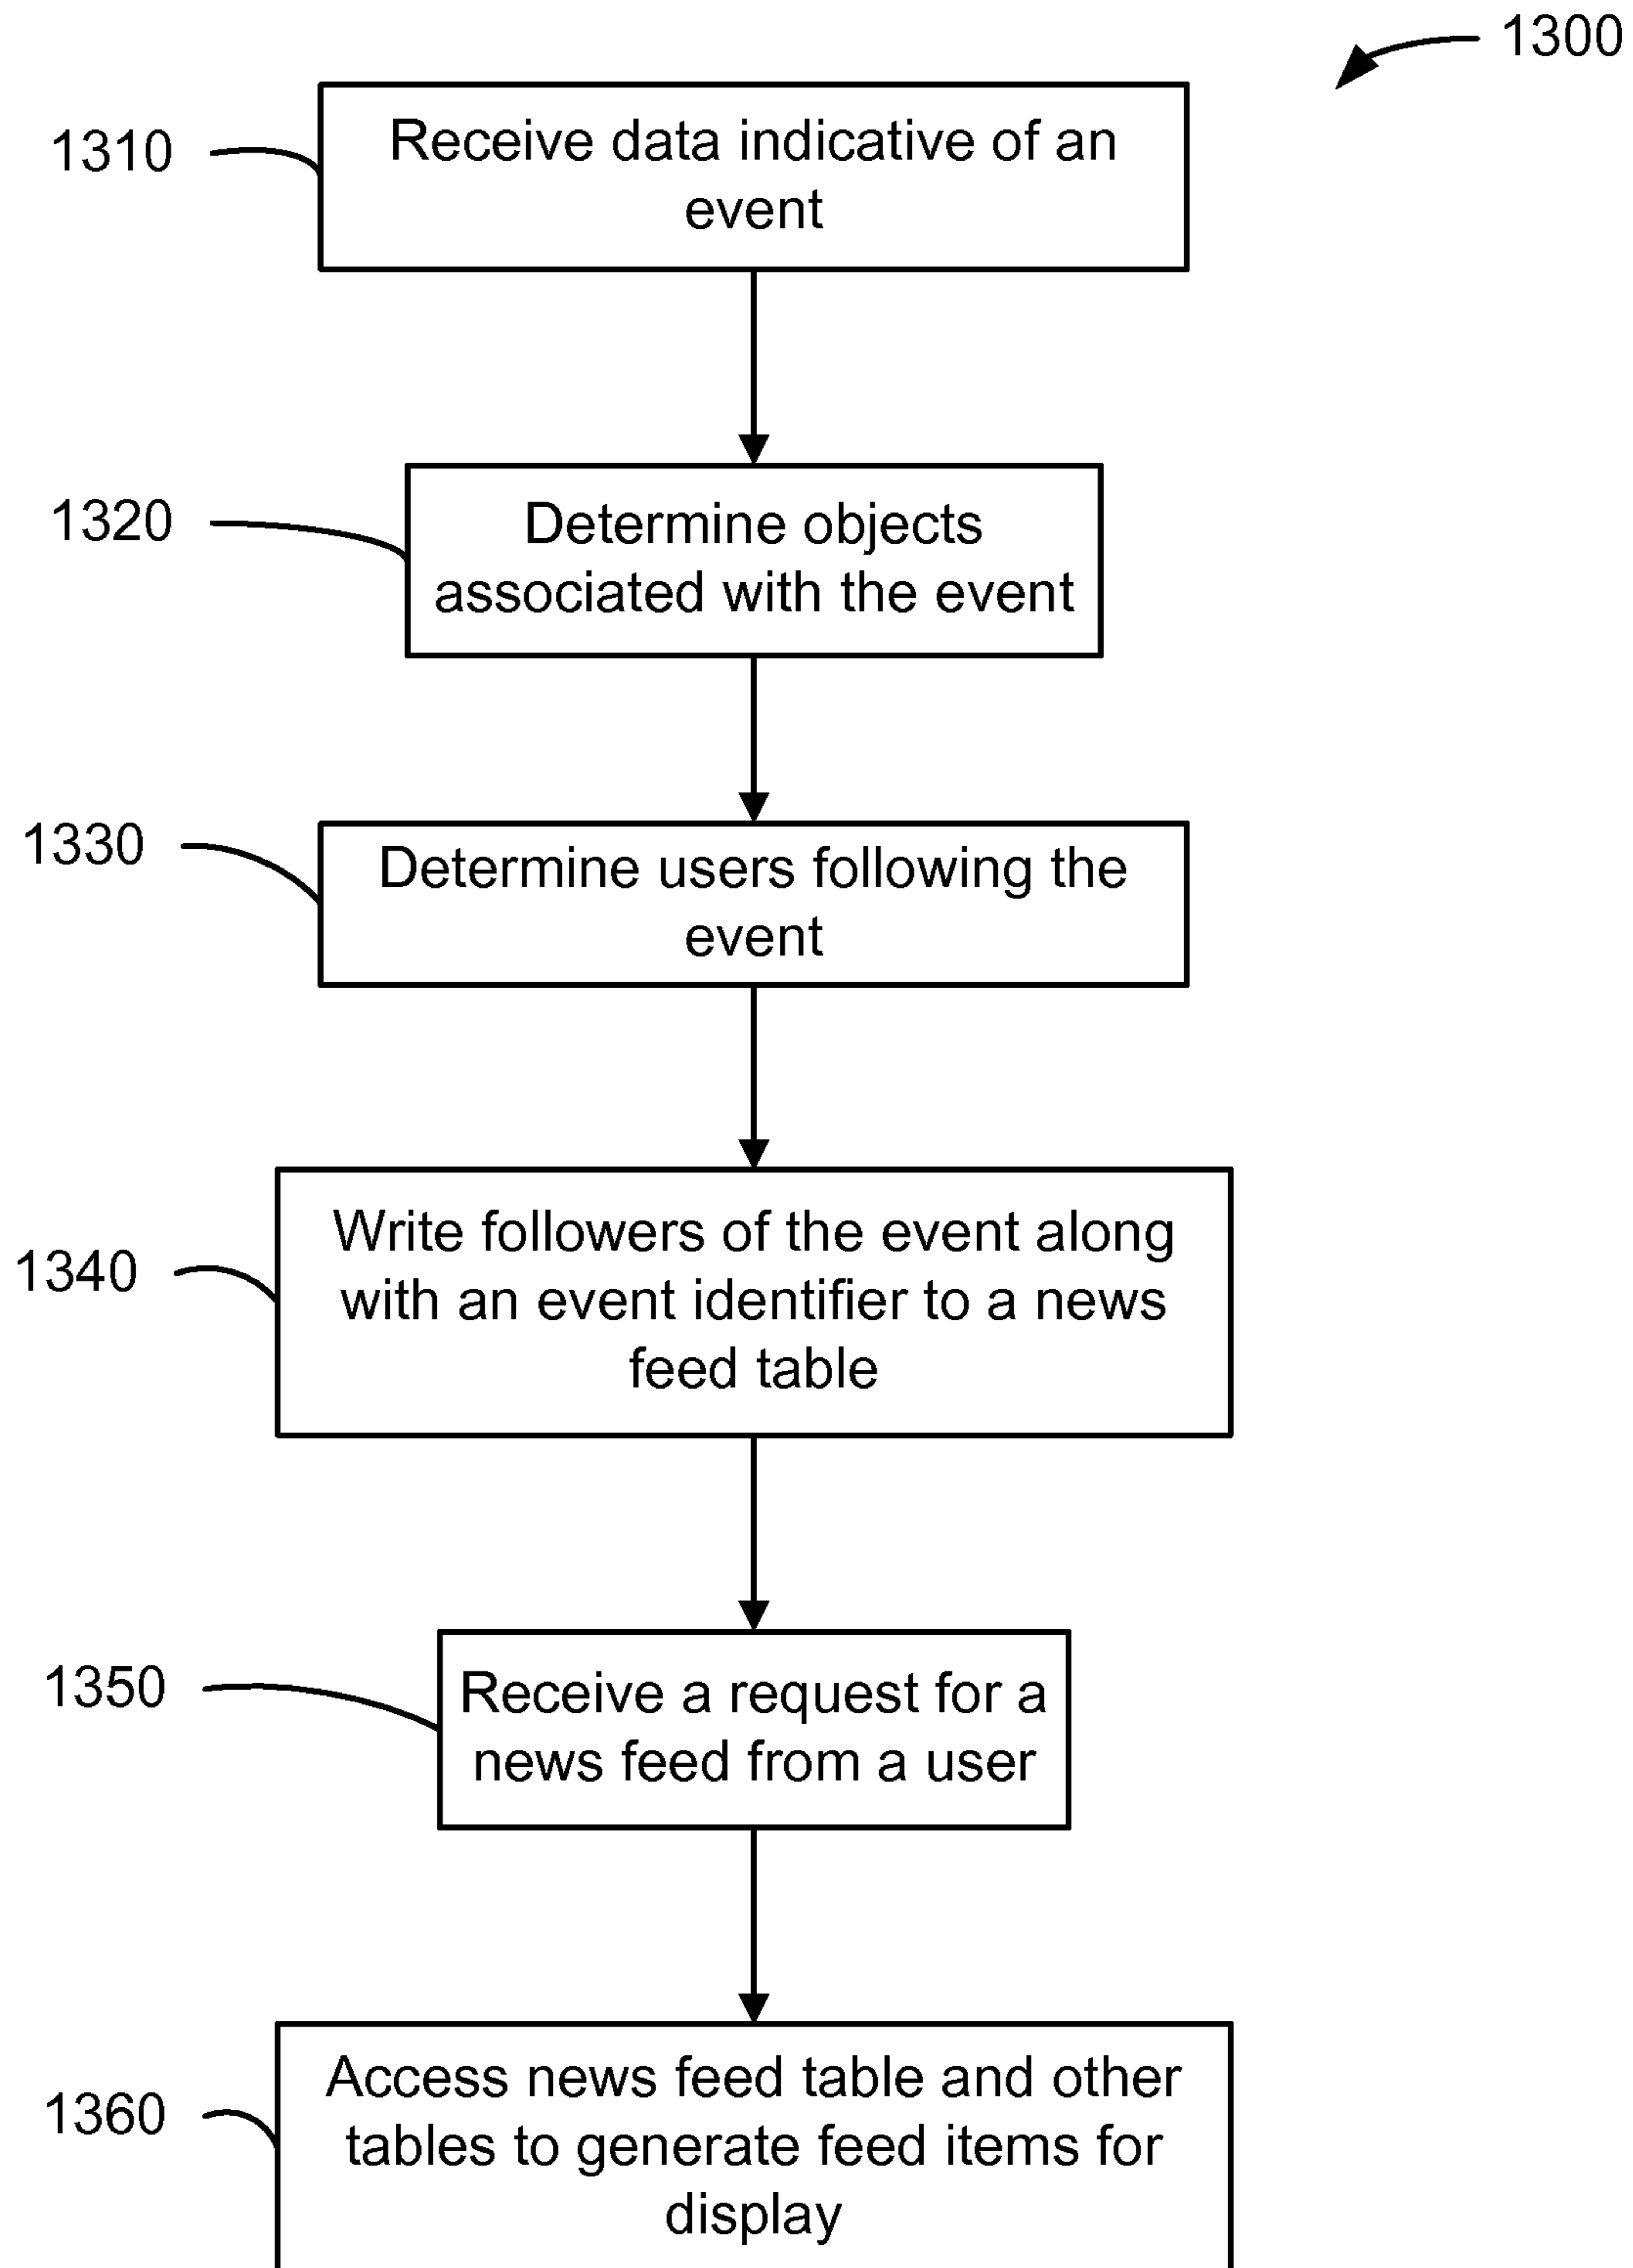 1300
1310
Receive data indicative of an
event
1320
Determine objects
associated with the event
1330
Determine users following the
event
1340
Write followers of the event along
with an event identifier to a news
feed table
1350
Receive a request for a
news feed from a user
1360
Access news feed table and other
tables to generate feed items for
display